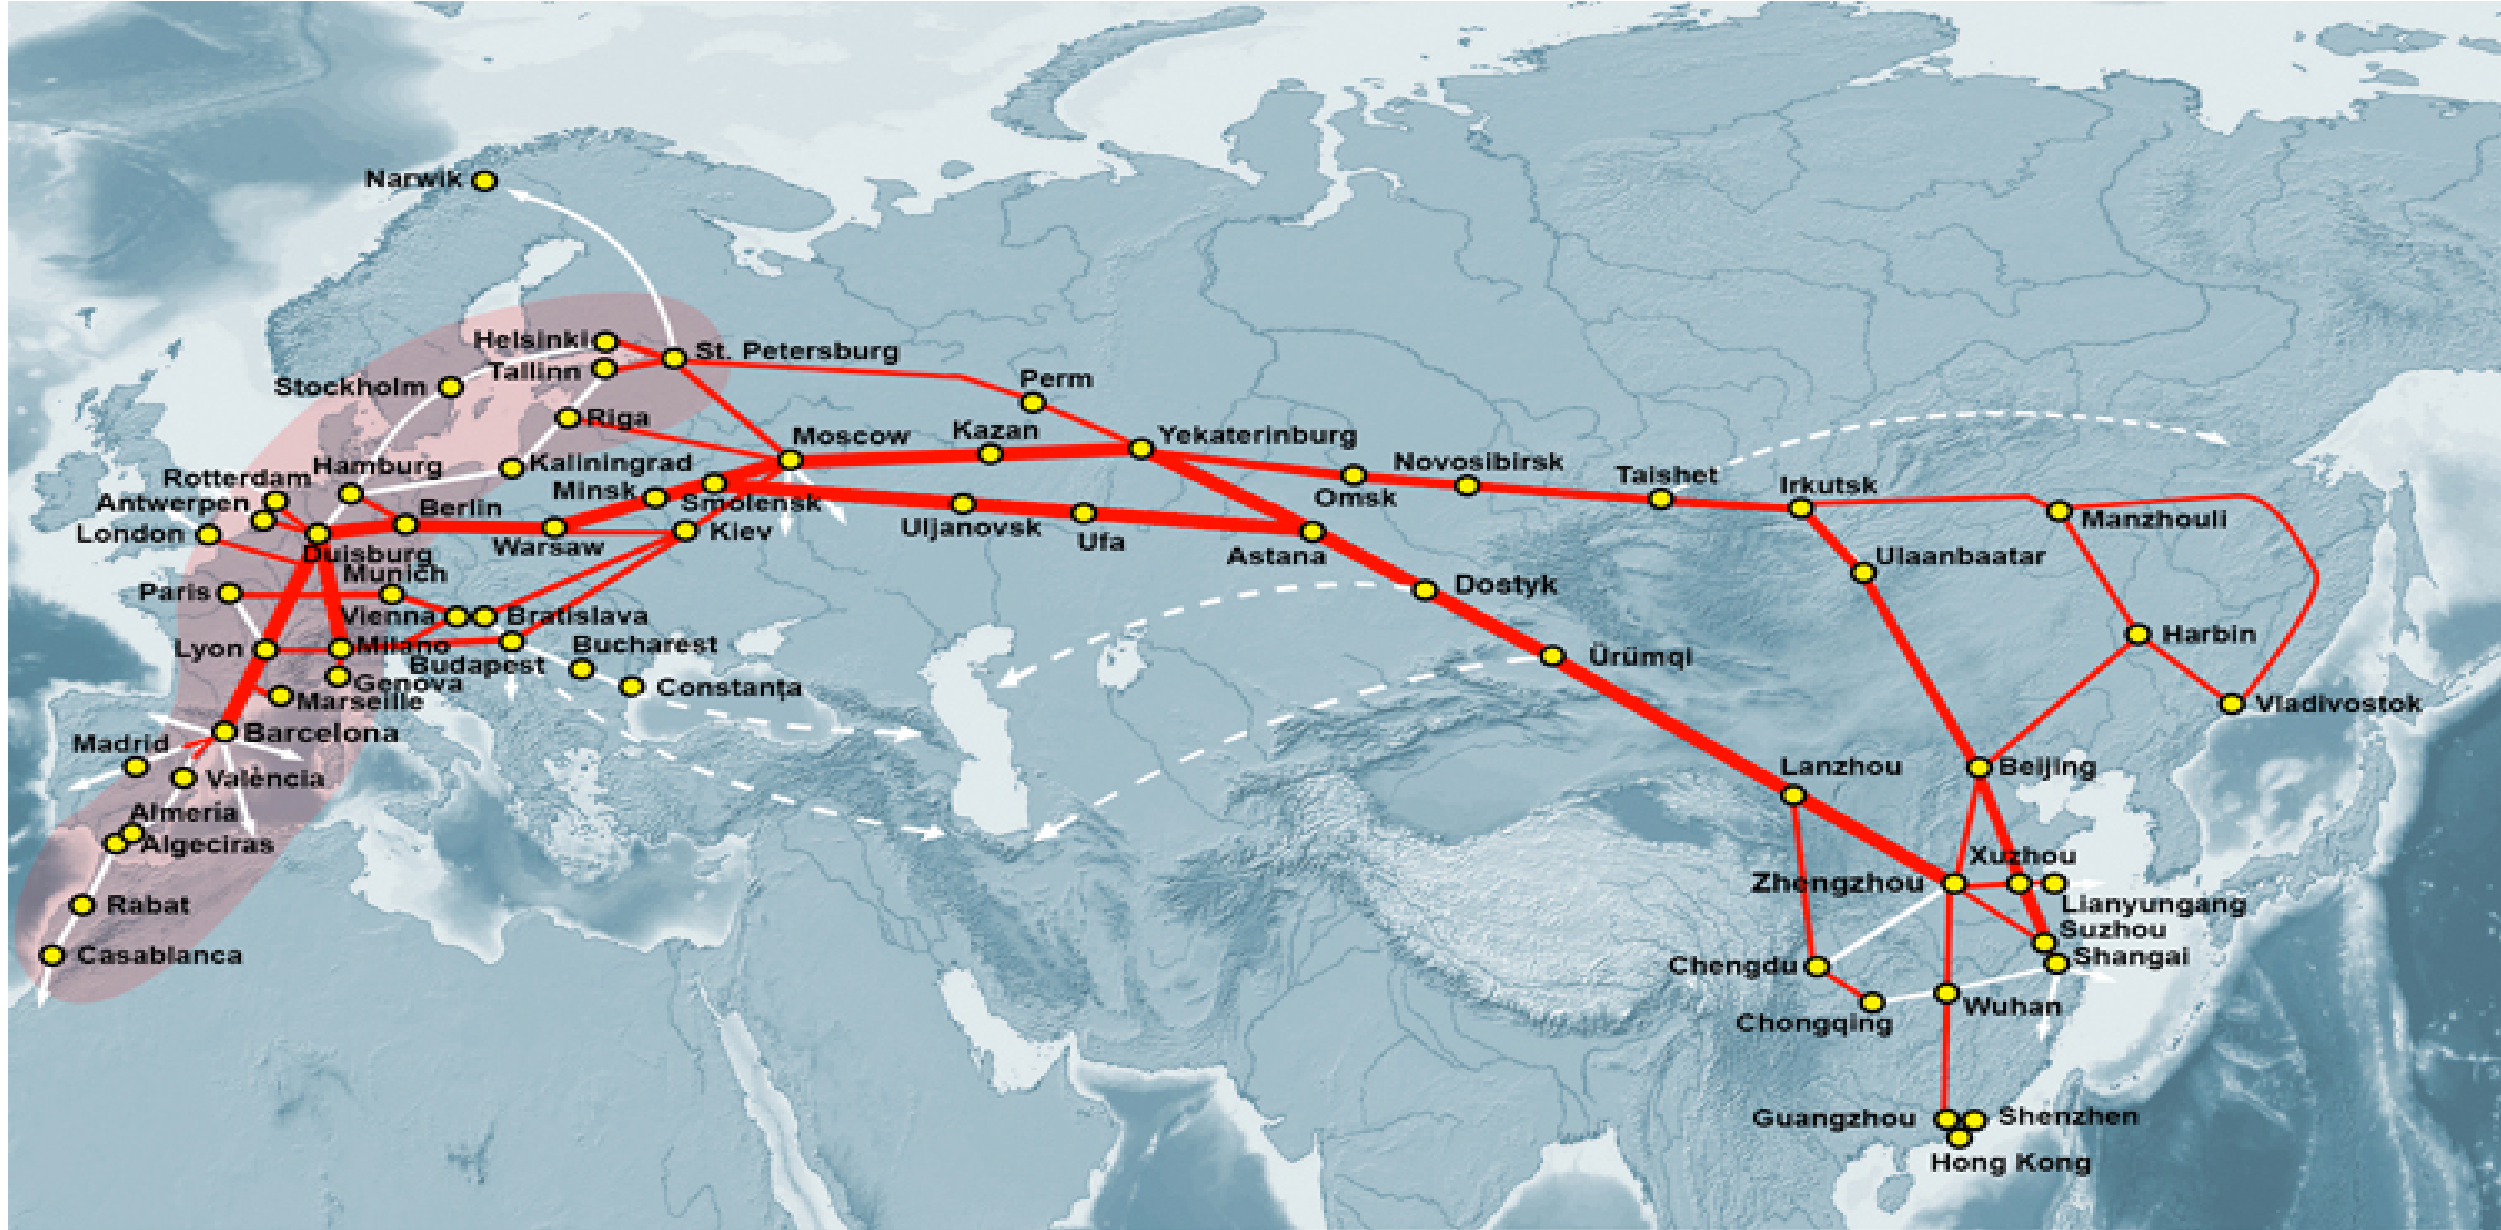 Narwik
Helsinki
St. Petersburg
Tallinn
Stockholm
Perm
Riga
Moscow
Kazan
Yekaterinburg
Kaliningrad
Hamburg
Rotterdam
Novosibirsk
Taishet
Irkutsk
Minsk
Antwerpen
Smolensk
Omsk
Berlin
Manzhouli
Uljanovsk
Kiev
London
Warsaw
Ufa
Astana
Duisburg
Ulaanbaatar
Munich
Dostyk
Paris
Vienna
Bratislava
Harbin
Lyon
Milano
Bucharest
Ürümqi
Budapest
Genova
Constanţa
Marseille
Vladivostok
Barcelona
Madrid
Lanzhou
Beijing
València
Almeria
Algeciras
Xuzhou
Zhengzhou
Rabat
Lianyungang
Suzhou
Casablanca
Shangai
Chengdu
Wuhan
Chongqing
Guangzhou
Shenzhen
Hong Kong